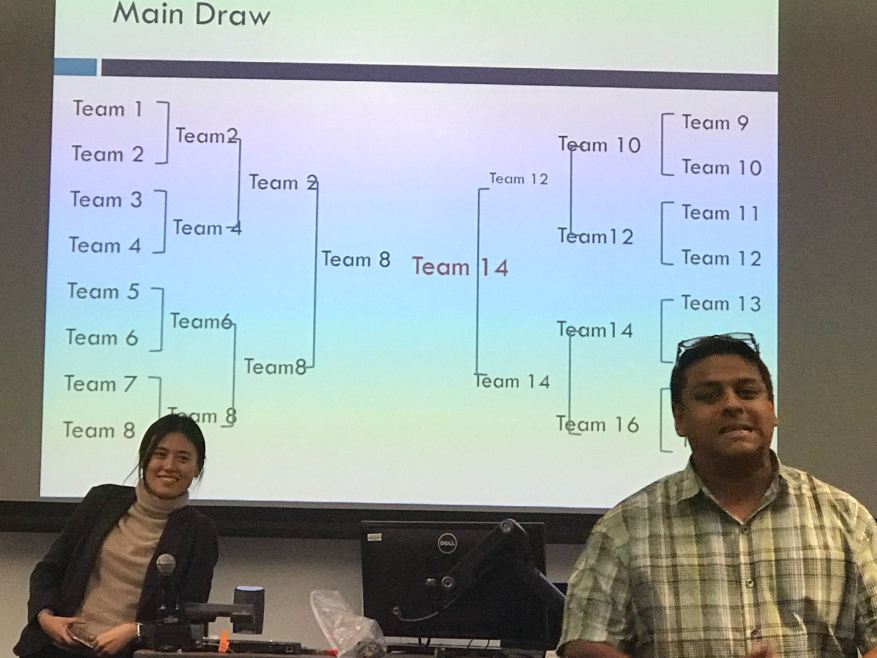 Main Draw
Team 1
Team 2
Team 3
Team 4
Team 5
Team 6
Team 7
Team 8
Team2
Team 4
Team6
Team 8
Team 2
Team8
Team 8
Team 14
Team 12
Team 14
Team 10
Team12
Team14
Team 16
Team 9
Team 10
Team 11
Team 12
Team 13
DELL